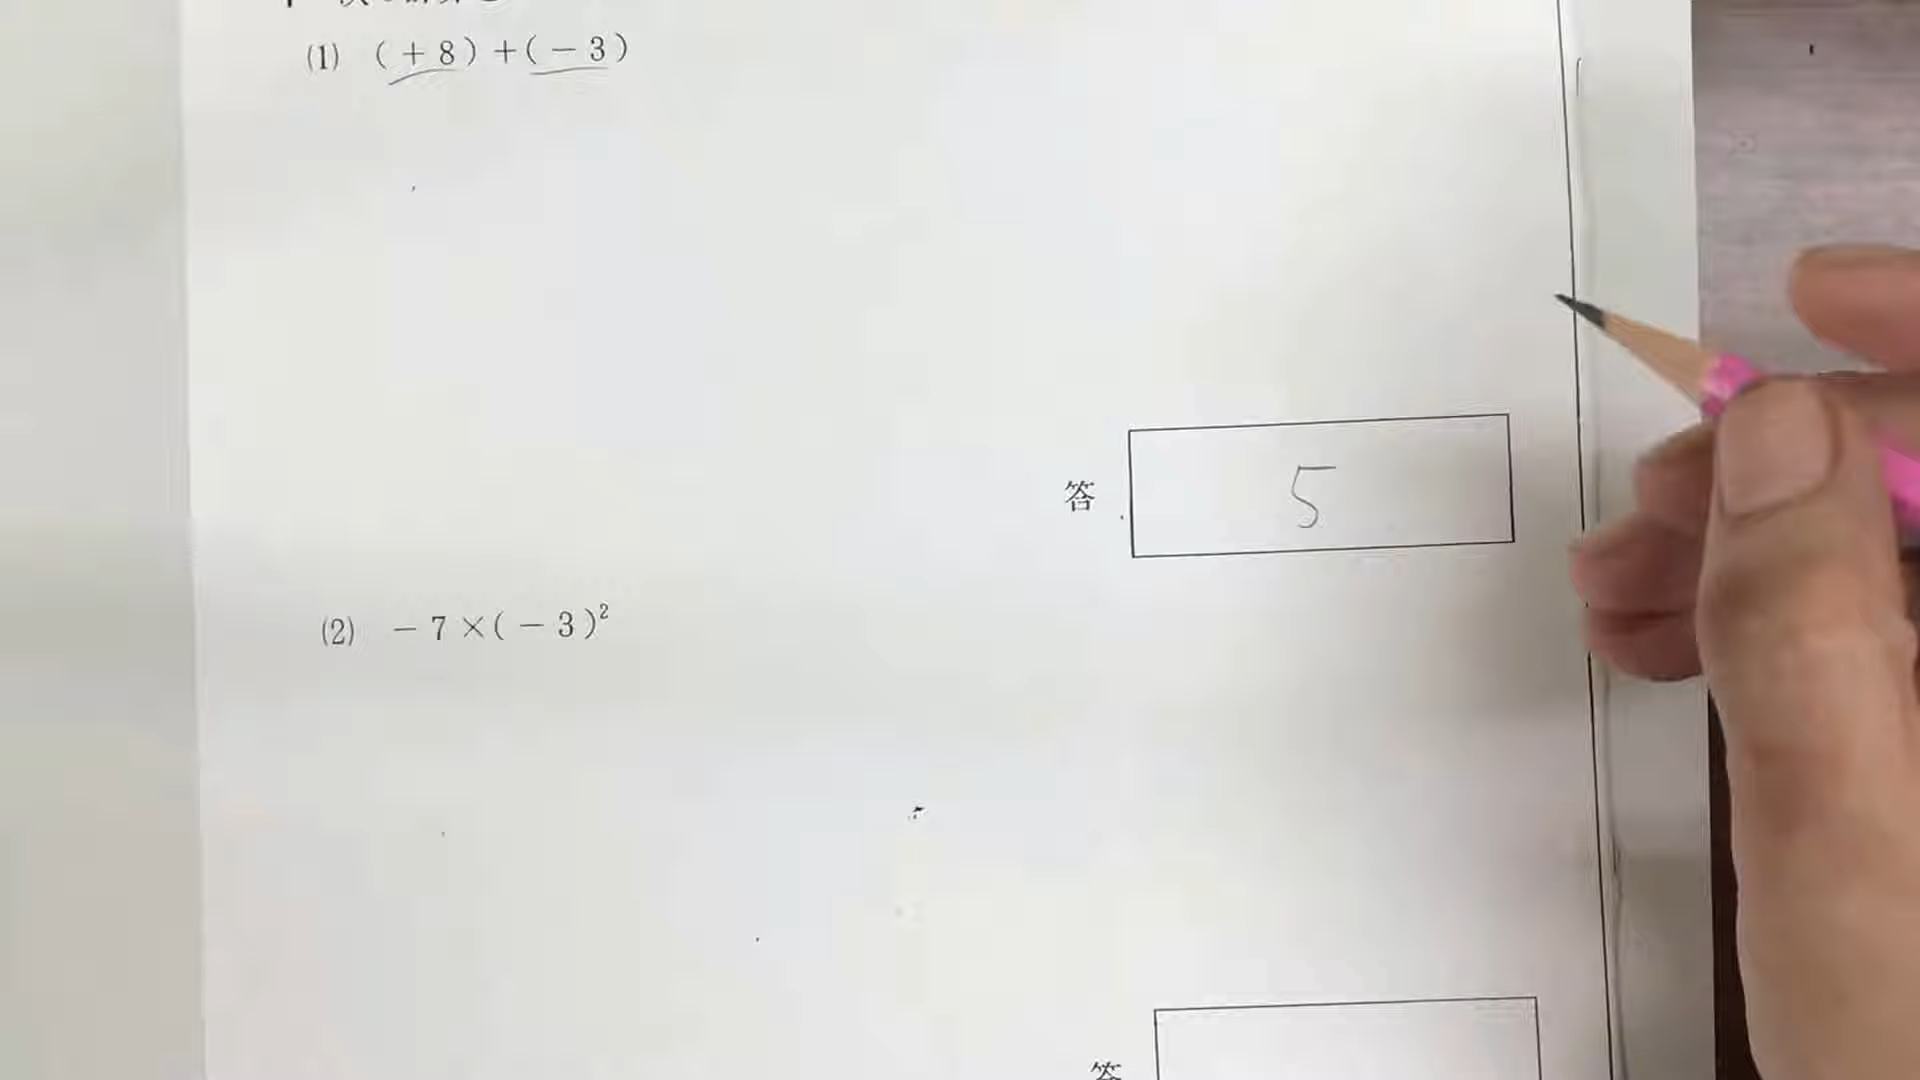 (1) (+8)+(-3)
答 5
(2) -7×(-3)²
答